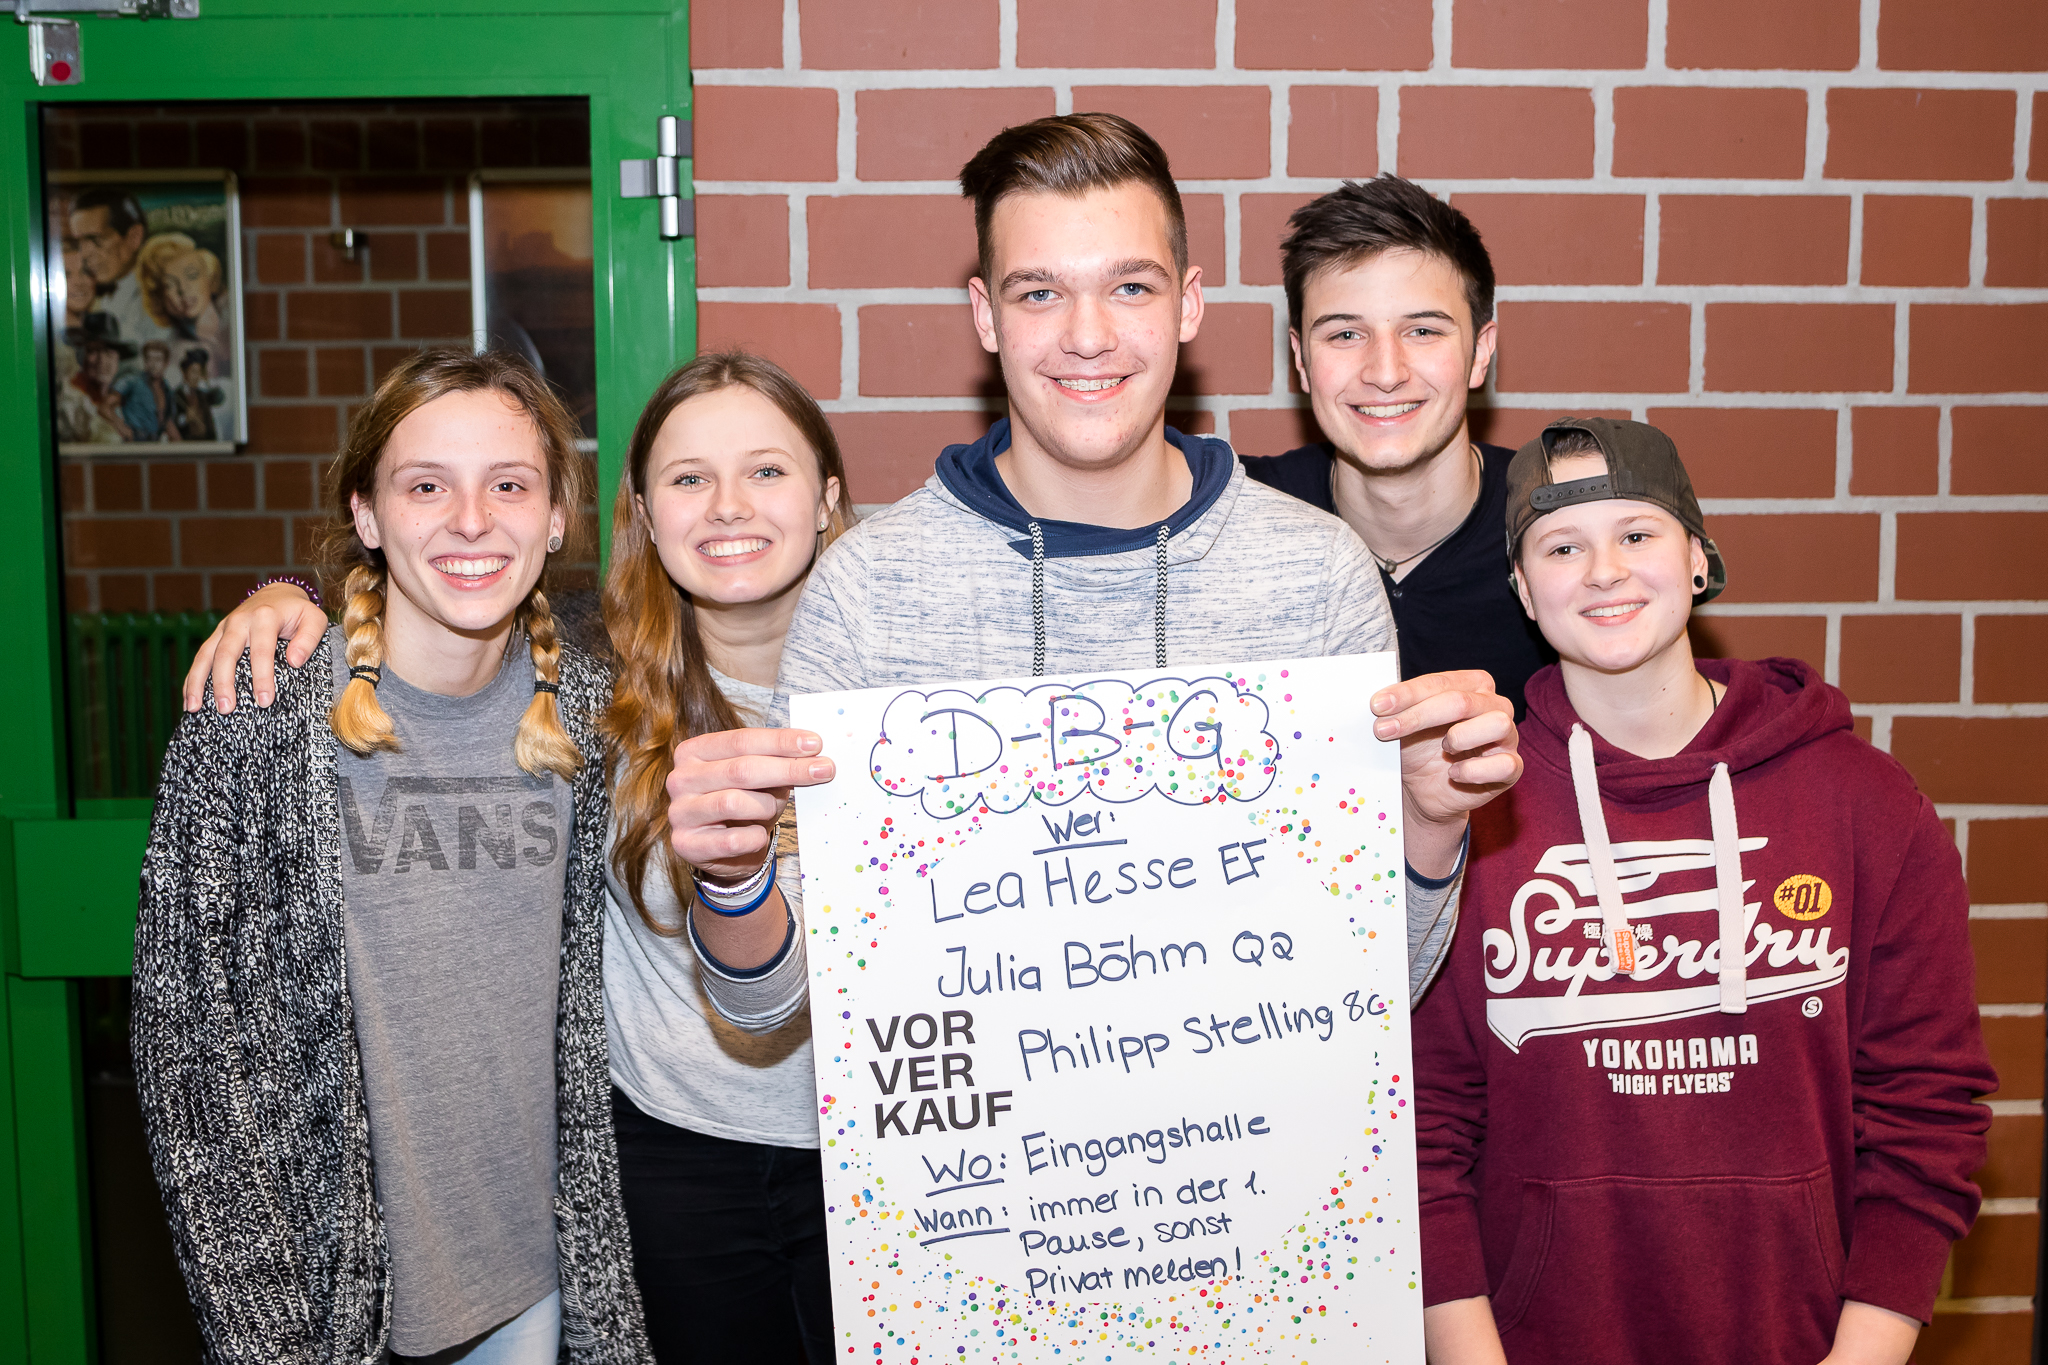 D-B-G
Wer:
Lea Hesse EF
Julia Böhm Q2
Philipp Stelling 8c
VOR
VER
KAUF
Wo: Eingangshalle
Wann: immer in der 1.
Pause, sonst
Privat melden!
VANS
#01
Superdry
YOKOHAMA
'HIGH FLYERS'